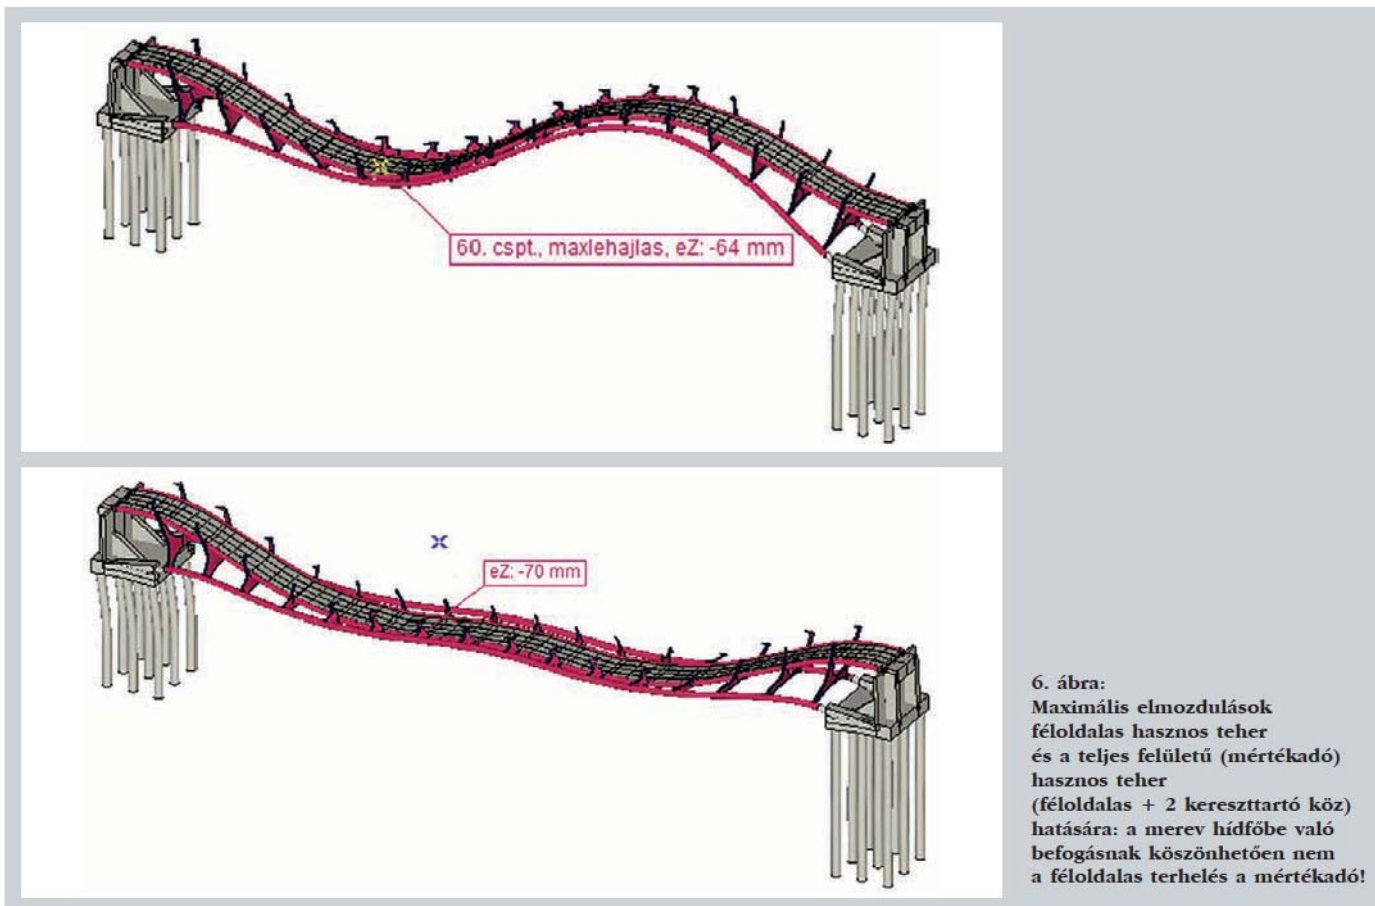 60. cspt., maxlehajlas, eZ: -64 mm
eZ: -70 mm
6. ábra:
Maximális elmozdulások
féloldalas hasznos teher
és a teljes felületű (mértékadó)
hasznos teher
(féloldalas + 2 kereszttartó köz)
hatására: a merev hídfőbe való
befogásnak köszönhetően nem
a féloldalas terhelés a mértékadó!